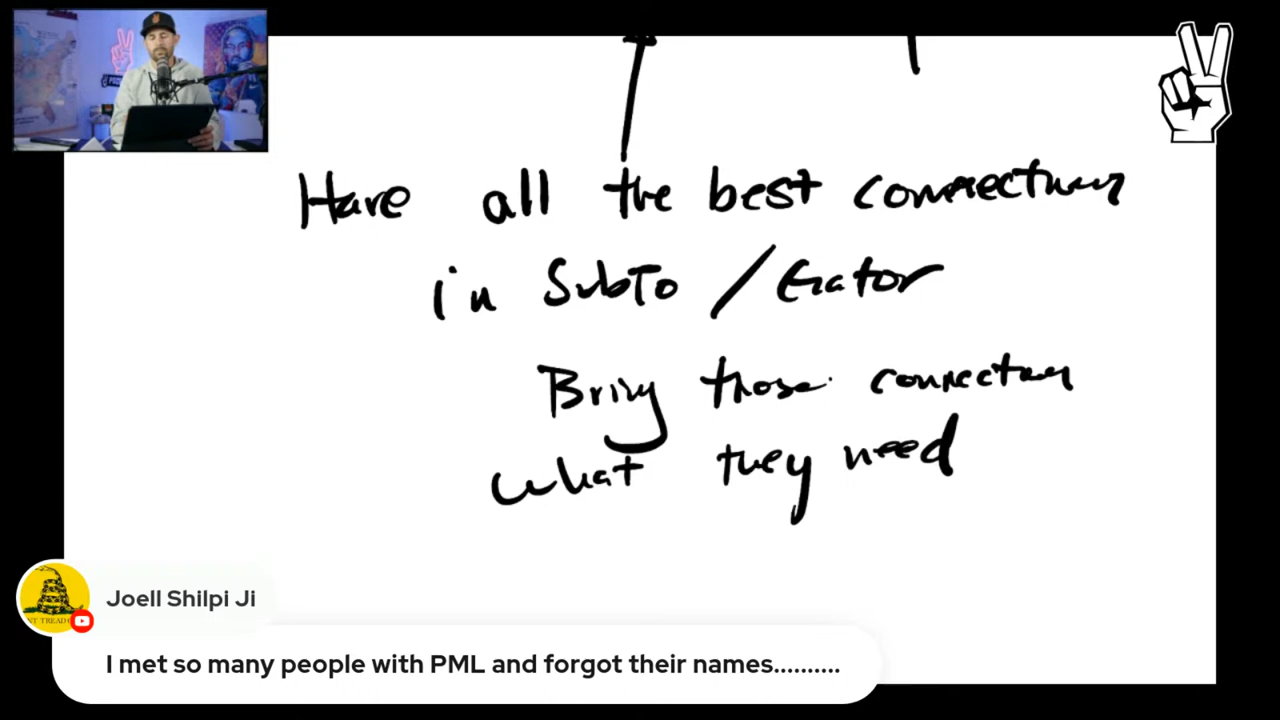 Have all the best connections
in SubTo / Gator
Bring those connections
what they need
Joell Shilpi Ji
I met so many people with PML and forgot their names..........